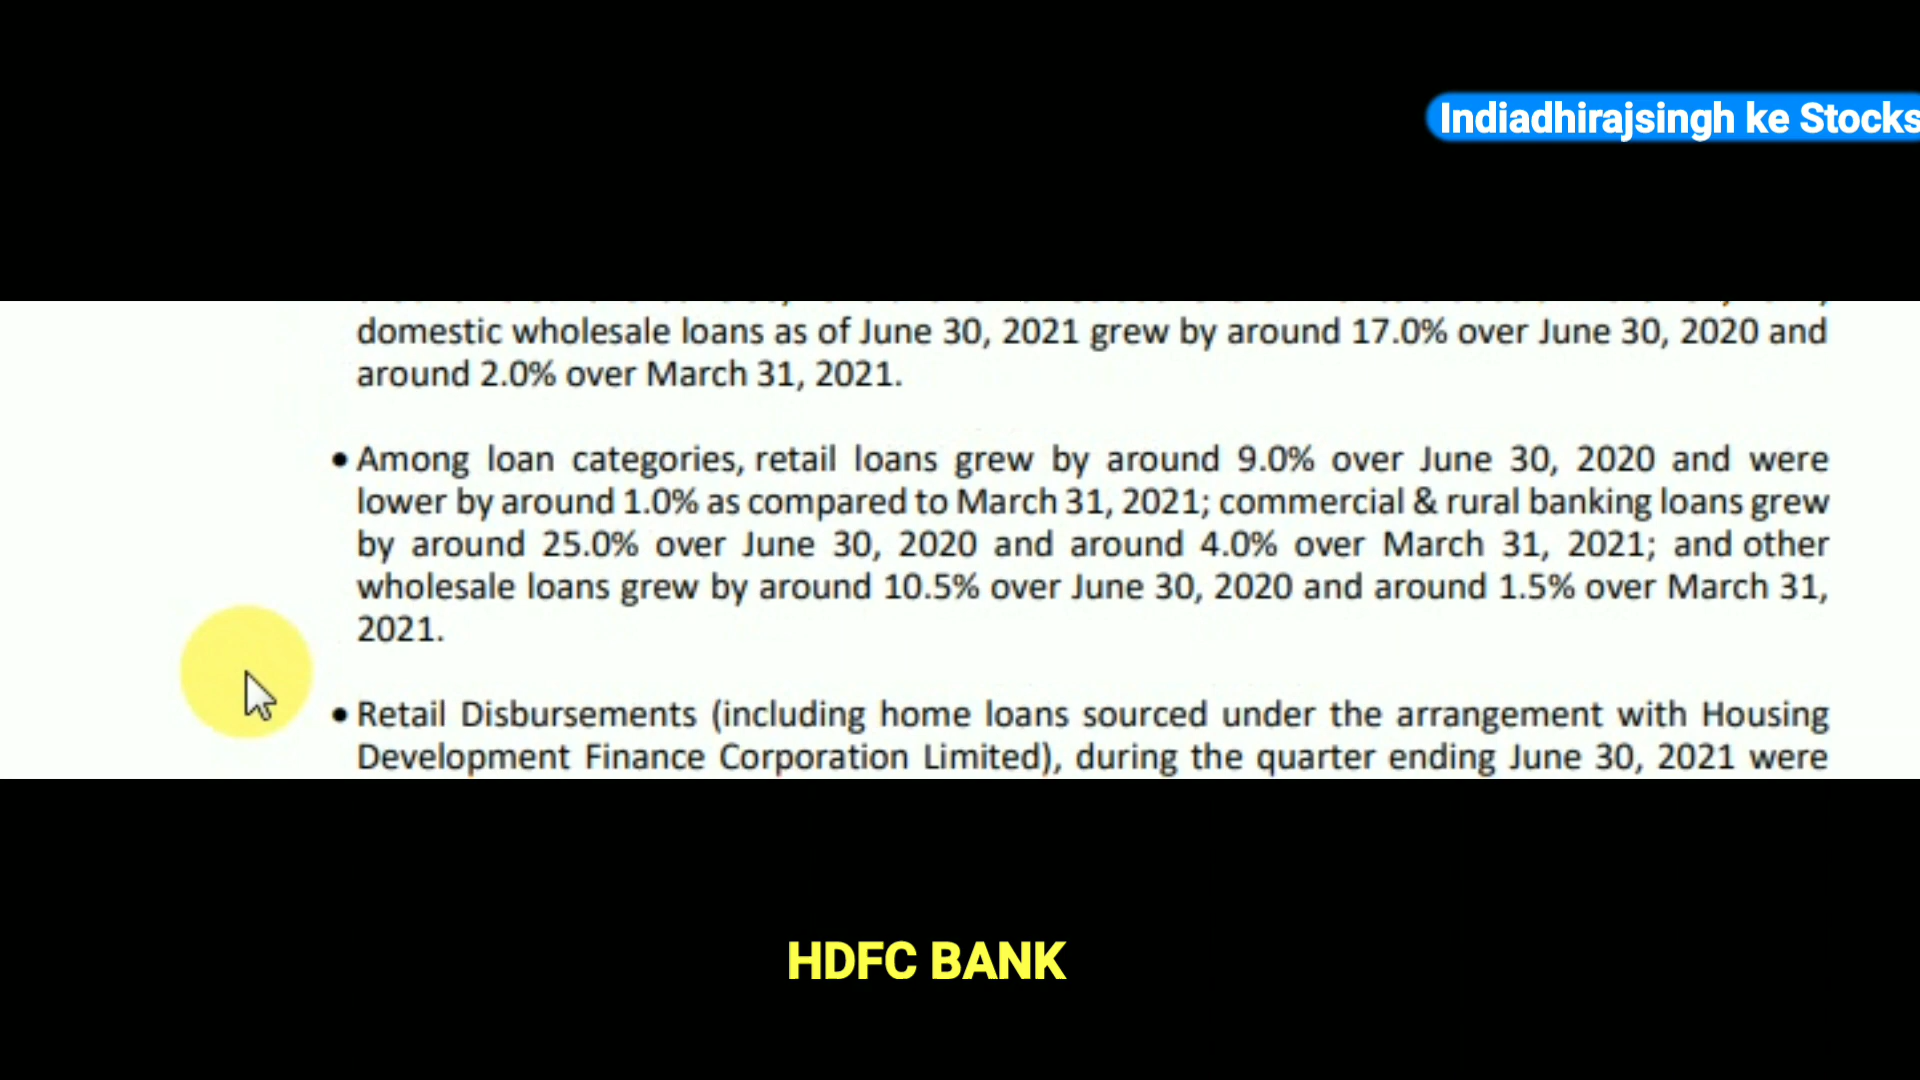 Indiadhirajsingh ke Stocks
domestic wholesale loans as of June 30, 2021 grew by around 17.0% over June 30, 2020 and
around 2.0% over March 31, 2021.
• Among loan categories, retail loans grew by around 9.0% over June 30, 2020 and were
lower by around 1.0% as compared to March 31, 2021; commercial & rural banking loans grew
by around 25.0% over June 30, 2020 and around 4.0% over March 31, 2021; and other
wholesale loans grew by around 10.5% over June 30, 2020 and around 1.5% over March 31,
2021.
• Retail Disbursements (including home loans sourced under the arrangement with Housing
Development Finance Corporation Limited), during the quarter ending June 30, 2021 were
HDFC BANK